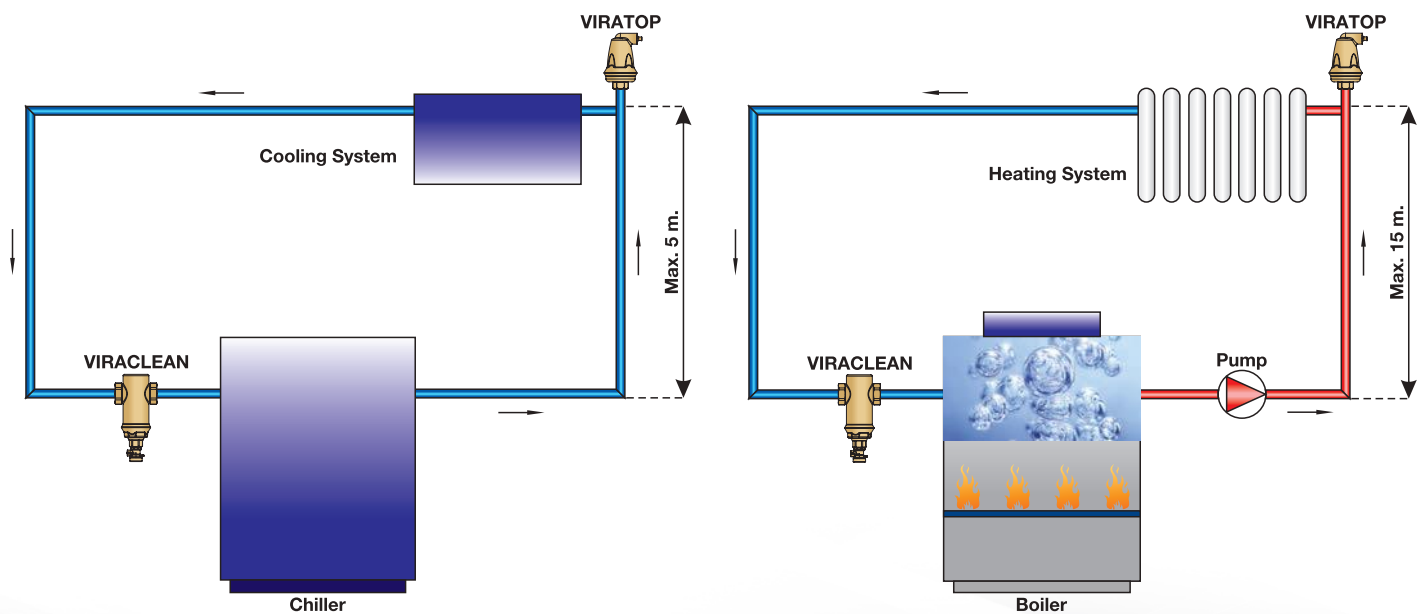 VIRATOP
Cooling System
Max. 5 m.
VIRACLEAN
Chiller
VIRATOP
Heating System
Max. 15 m.
VIRACLEAN
Pump
Boiler